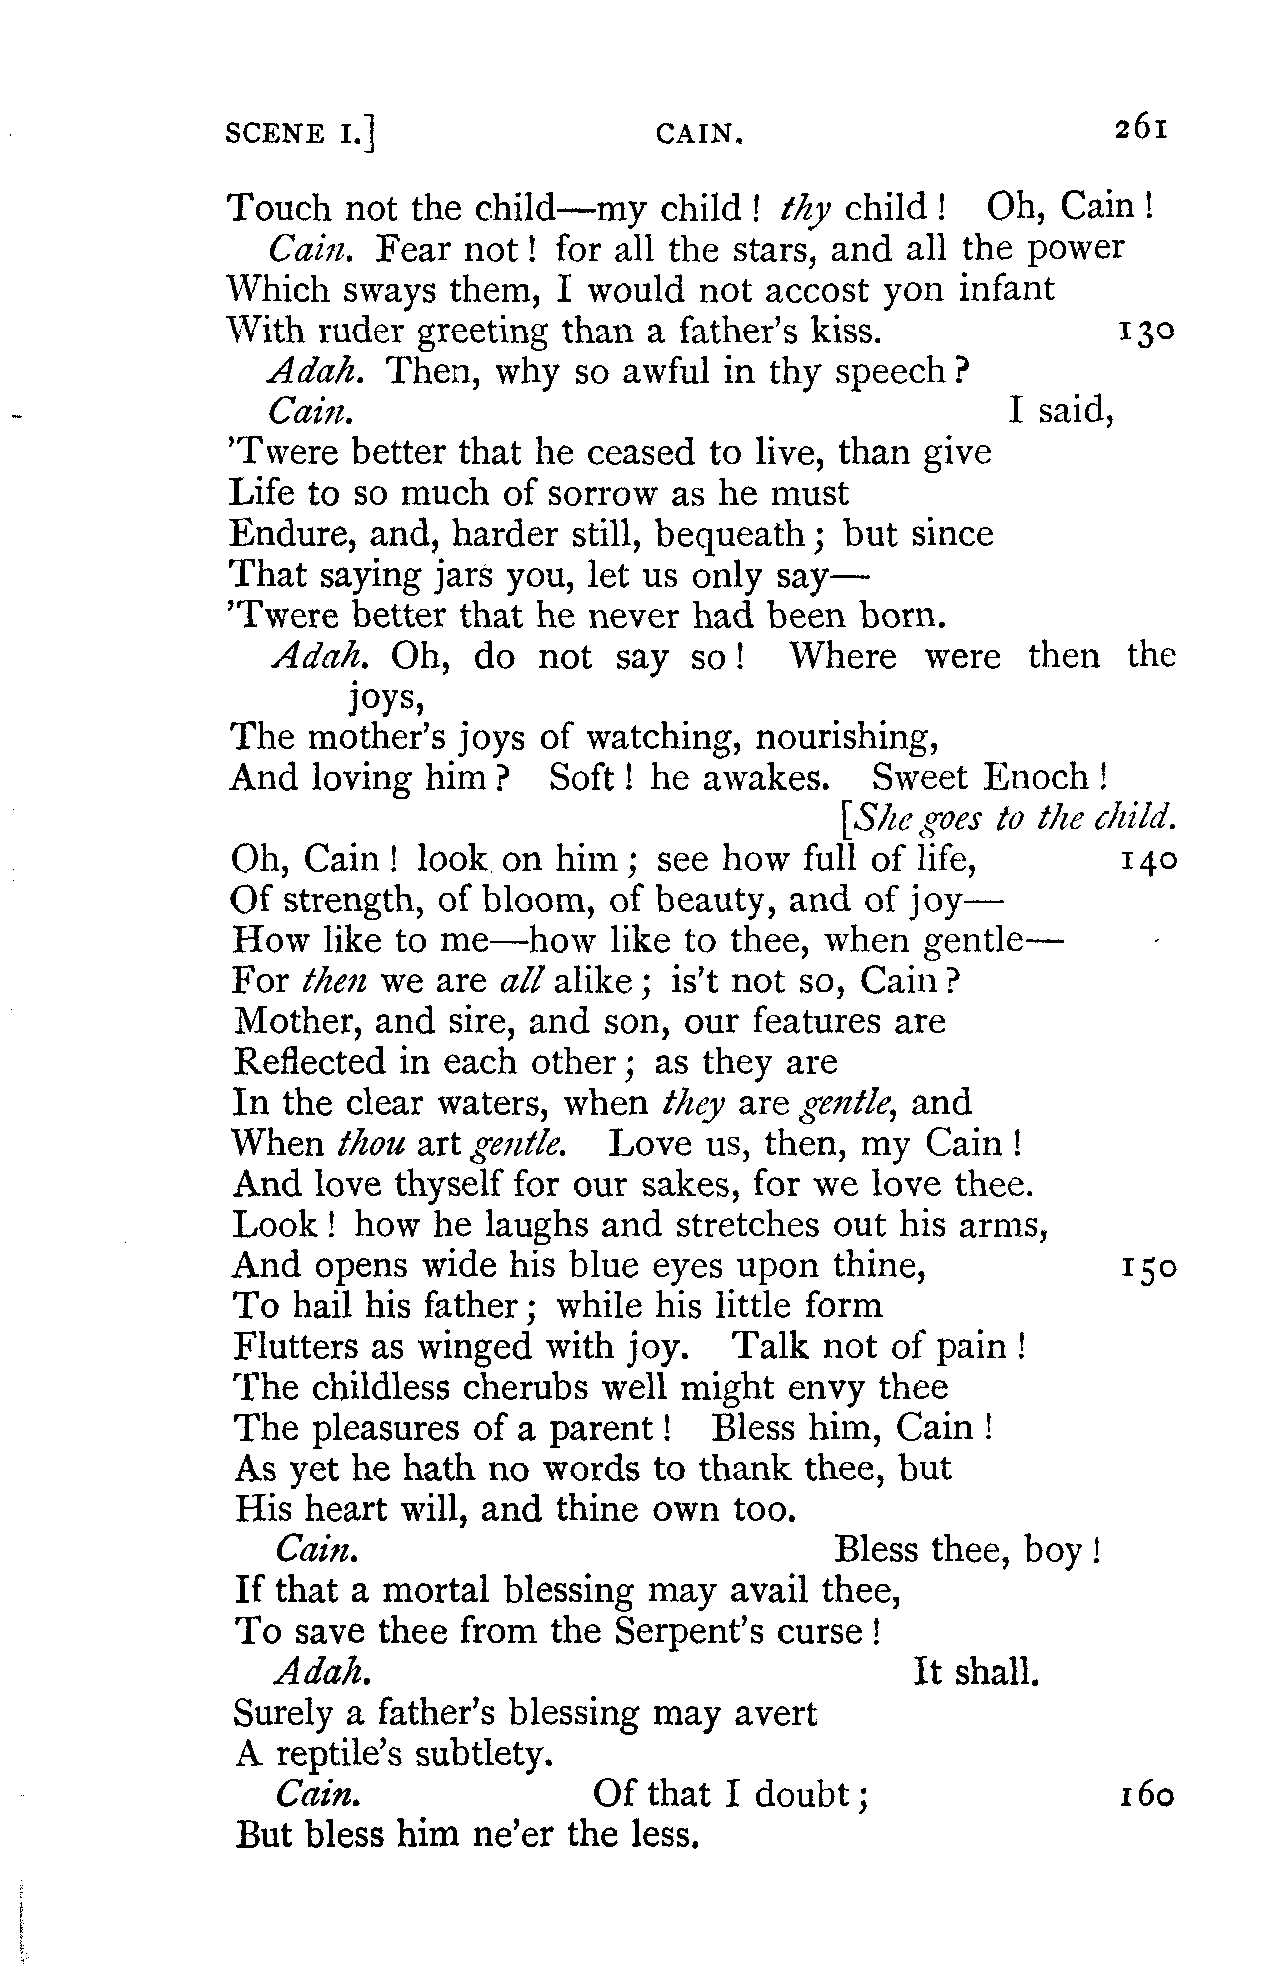 SCENE I.] CAIN. 261
Touch not the child—my child! thy child! Oh, Cain!
Cain. Fear not! for all the stars, and all the power
Which sways them, I would not accost yon infant
With ruder greeting than a father's kiss. 130
Adah. Then, why so awful in thy speech?
Cain. I said,
'Twere better that he ceased to live, than give
Life to so much of sorrow as he must
Endure, and, harder still, bequeath; but since
That saying jars you, let us only say—
'Twere better that he never had been born.
Adah. Oh, do not say so! Where were then the
joys,
The mother's joys of watching, nourishing,
And loving him? Soft! he awakes. Sweet Enoch!
[She goes to the child.
Oh, Cain! look on him; see how full of life, 140
Of strength, of bloom, of beauty, and of joy—
How like to me—how like to thee, when gentle—
For then we are all alike; is't not so, Cain?
Mother, and sire, and son, our features are
Reflected in each other; as they are
In the clear waters, when they are gentle, and
When thou art gentle. Love us, then, my Cain!
And love thyself for our sakes, for we love thee.
Look! how he laughs and stretches out his arms,
And opens wide his blue eyes upon thine, 150
To hail his father; while his little form
Flutters as winged with joy. Talk not of pain!
The childless cherubs well might envy thee
The pleasures of a parent! Bless him, Cain!
As yet he hath no words to thank thee, but
His heart will, and thine own too.
Cain. Bless thee, boy!
If that a mortal blessing may avail thee,
To save thee from the Serpent's curse!
Adah. It shall.
Surely a father's blessing may avert
A reptile's subtlety.
Cain. Of that I doubt; 160
But bless him ne'er the less.